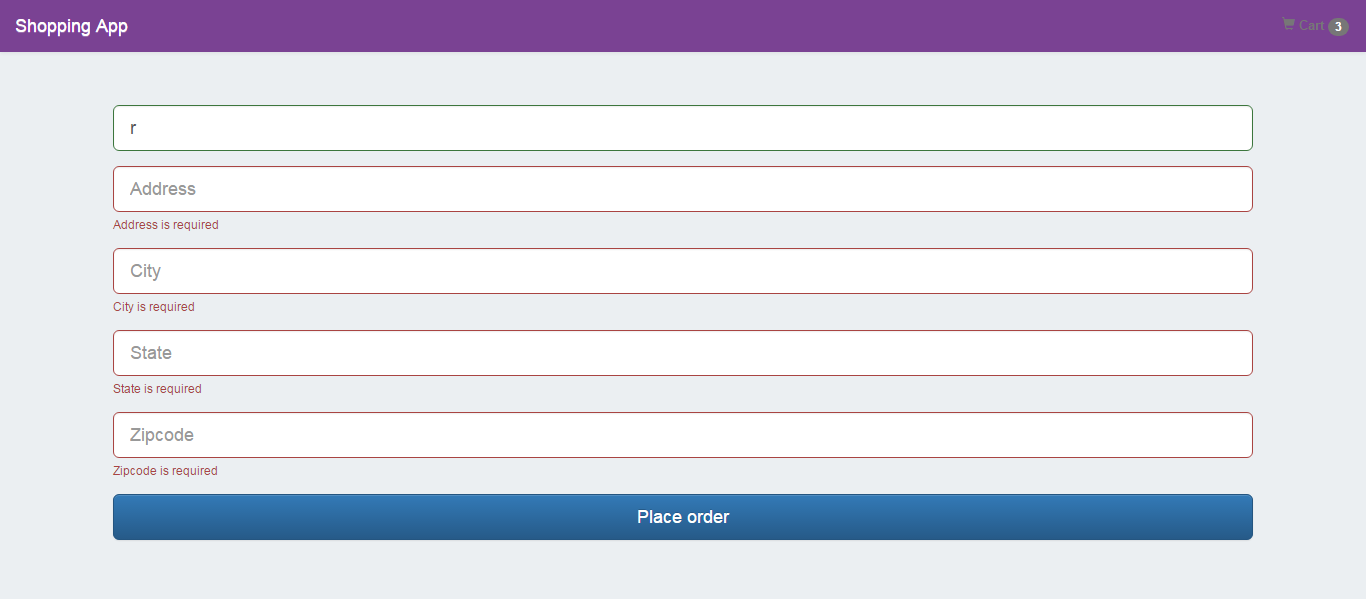 Shopping App
Cart 3
r
Address
Address is required
City
City is required
State
State is required
Zipcode
Zipcode is required
Place order